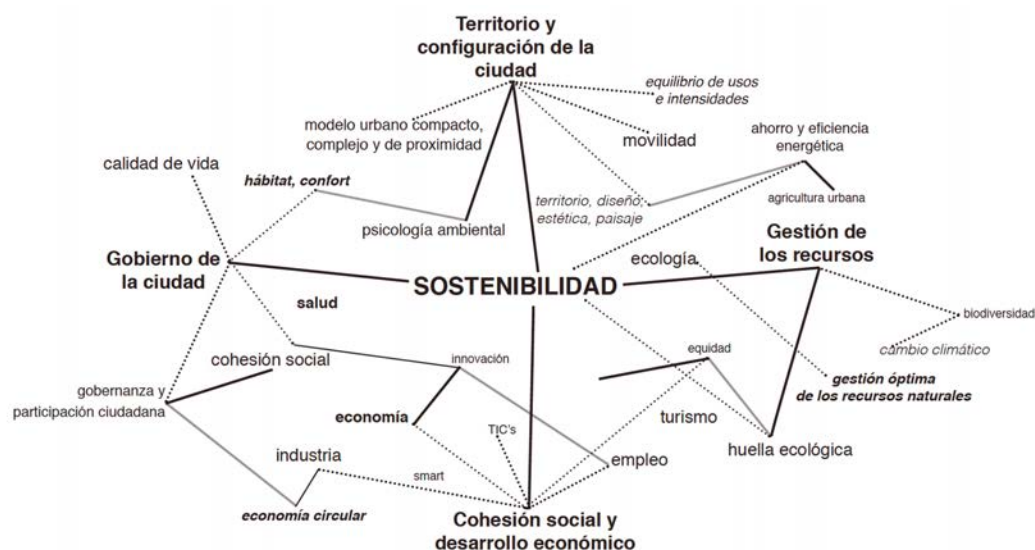 Territorio y
configuración de la
ciudad
equilibrio de usos
e intensidades
modelo urbano compacto,
complejo y de proximidad
movilidad
ahorro y eficiencia
energética
calidad de vida
hábitat, confort
territorio, diseño,
estética, paisaje
agricultura urbana
psicología ambiental
Gestión de
los recursos
Gobierno de
la ciudad
ecología
SOSTENIBILIDAD
salud
biodiversidad
cambio climático
cohesión social
innovación
equidad
gestión óptima
de los recursos naturales
gobernanza y
participación ciudadana
economía
turismo
TIC's
huella ecológica
industria
smart
empleo
economía circular
Cohesión social y
desarrollo económico